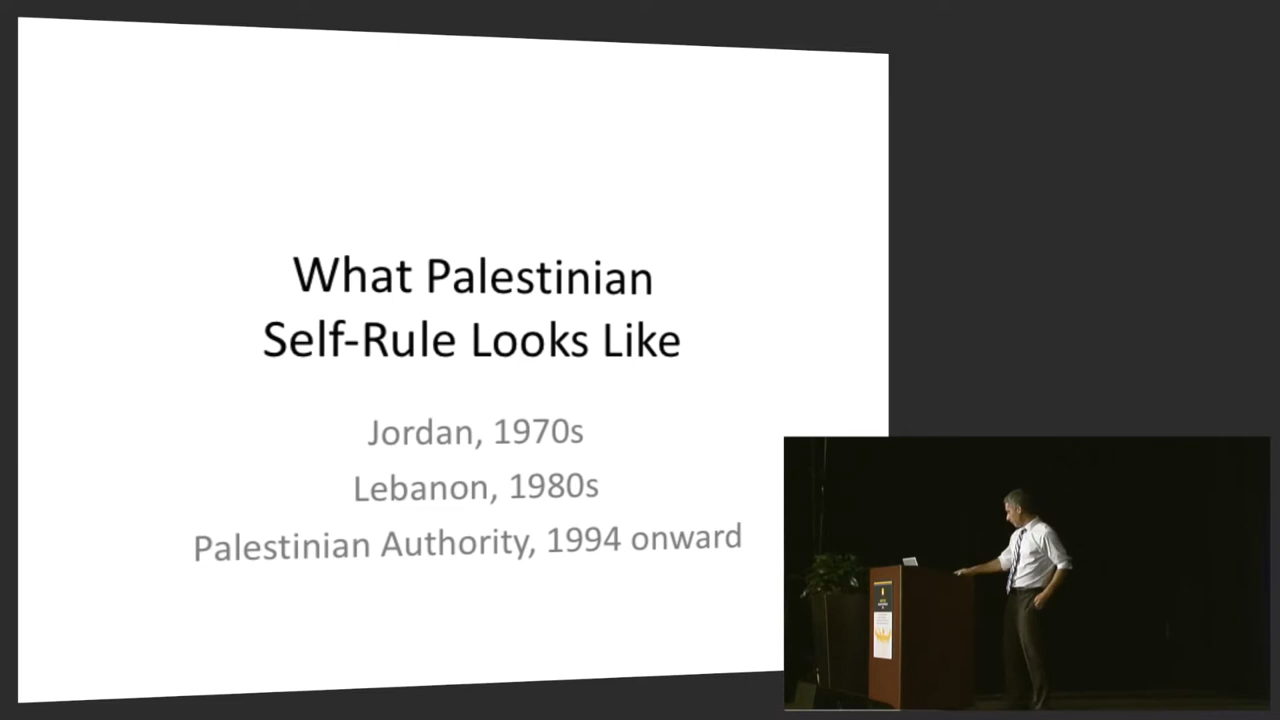 What Palestinian
Self-Rule Looks Like
Jordan, 1970s
Lebanon, 1980s
Palestinian Authority, 1994 onward